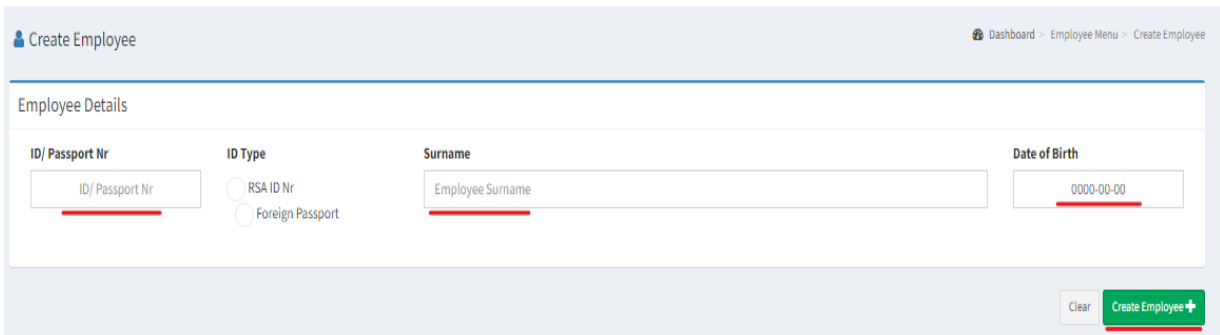 Create Employee
Dashboard > Employee Menu > Create Employee
Employee Details
ID/ Passport Nr
ID Type
Surname
Date of Birth
ID/ Passport Nr
RSA ID Nr
Foreign Passport
Employee Surname
0000-00-00
Clear
Create Employee